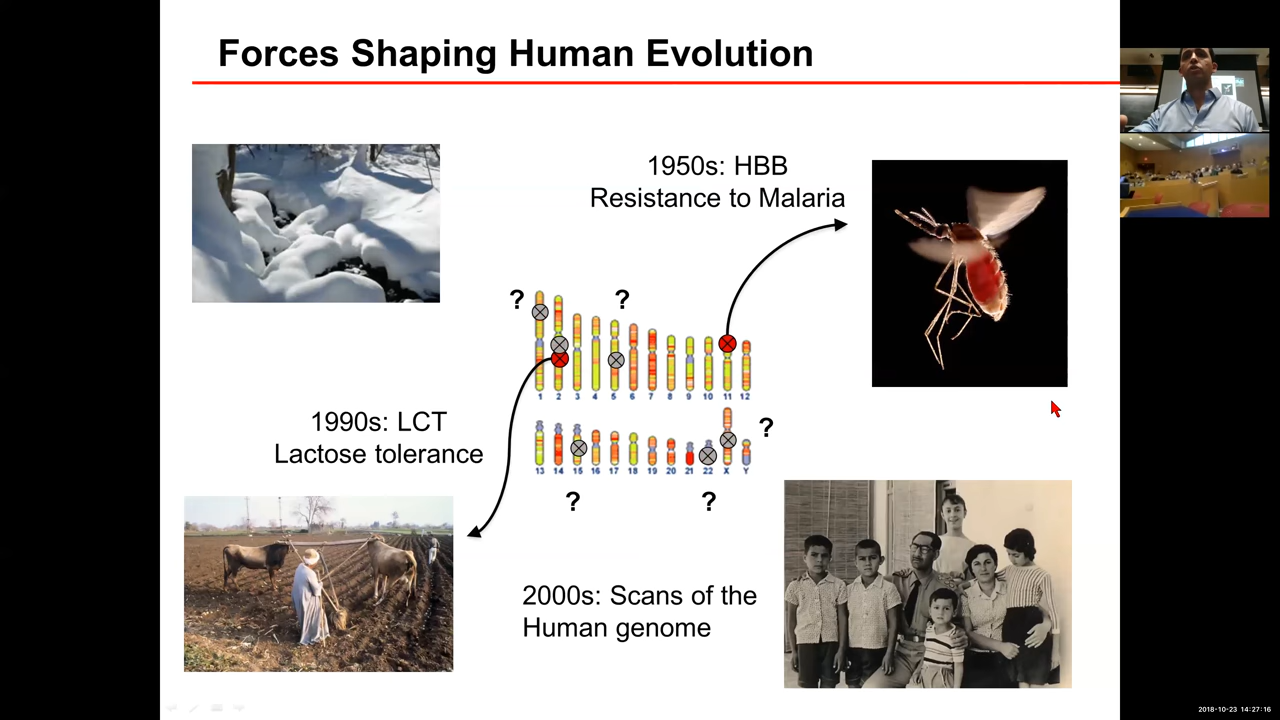 Forces Shaping Human Evolution
1950s: HBB
Resistance to Malaria
? ?
1 2 3 4 5 6 7 8 9 10 11 12
1990s: LCT
Lactose tolerance
?
13 14 15 16 17 18 19 20 21 22 X Y
? ?
2000s: Scans of the
Human genome
2018-10-23 14:27:16